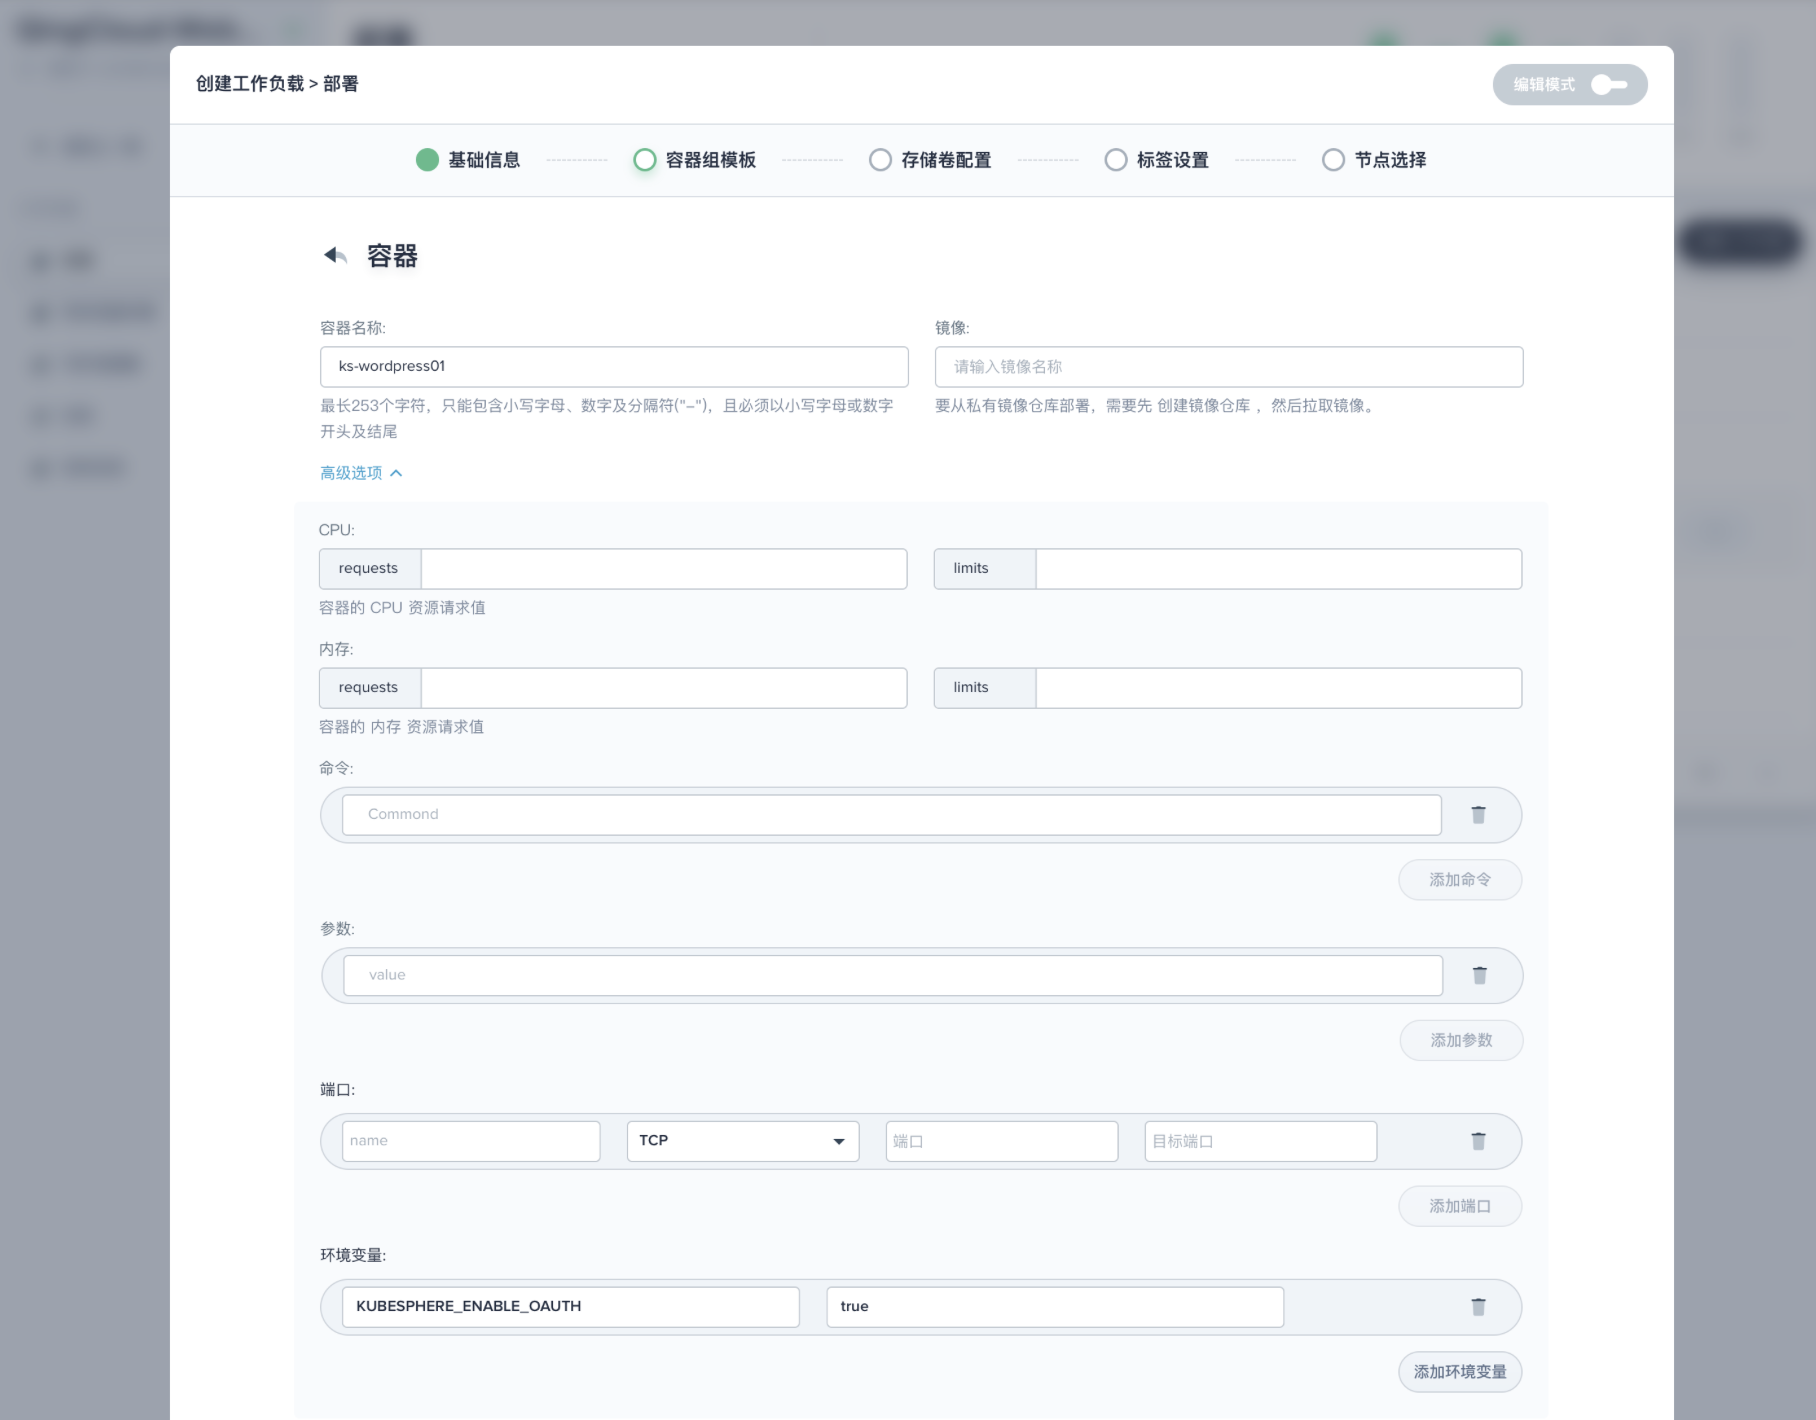 创建工作负载 > 部署
编辑模式
基础信息
容器组模板
存储卷配置
标签设置
节点选择
容器
容器名称:
镜像:
ks-wordpress01
请输入镜像名称
最长253个字符，只能包含小写字母、数字及分隔符("-")，且必须以小写字母或数字
开头及结尾
要从私有镜像仓库部署，需要先 创建镜像仓库 ，然后拉取镜像。
高级选项
CPU:
requests
limits
容器的 CPU 资源请求值
内存:
requests
limits
容器的 内存 资源请求值
命令:
Commond
添加命令
参数:
value
添加参数
端口:
name
TCP
端口
目标端口
添加端口
环境变量:
KUBESPHERE_ENABLE_OAUTH
true
添加环境变量